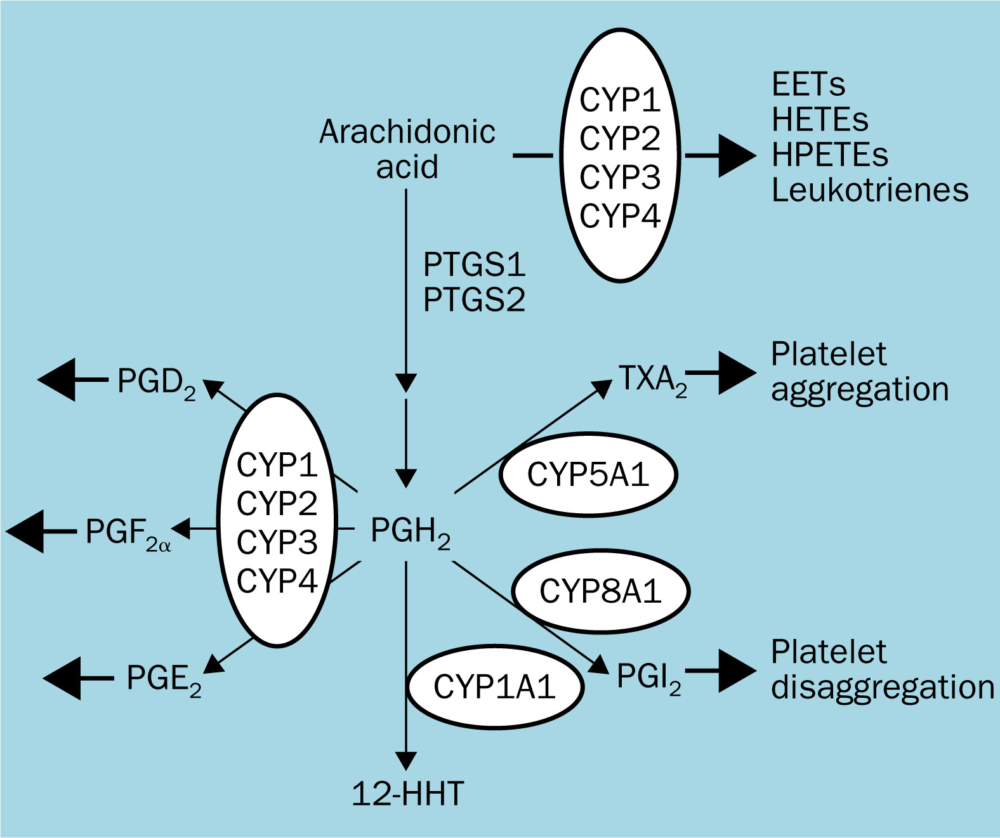 Arachidonic
acid
CYP1
CYP2
CYP3
CYP4
EETs
HETEs
HPETEs
Leukotrienes
PTGS1
PTGS2
PGD2
PGF2α
PGE2
CYP1
CYP2
CYP3
CYP4
PGH2
TXA2
Platelet
aggregation
CYP5A1
CYP8A1
CYP1A1
PGI2
Platelet
disaggregation
12-HHT